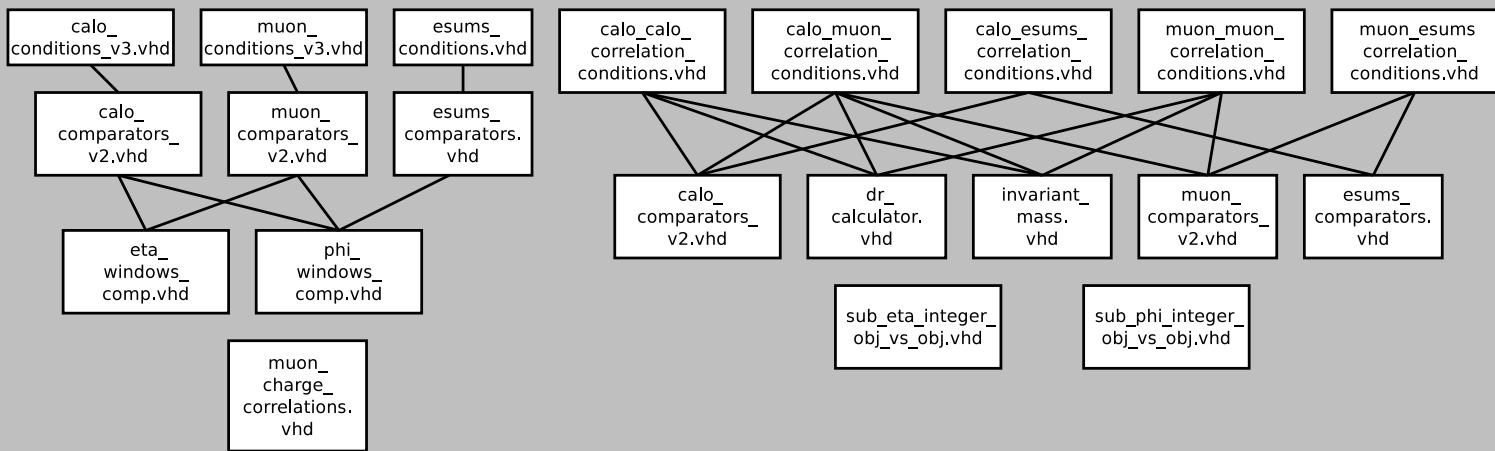 calo_
conditions_v3.vhd
muon_
conditions_v3.vhd
esums_
conditions.vhd
calo_calo_
correlation_
conditions.vhd
calo_muon_
correlation_
conditions.vhd
calo_esums_
correlation_
conditions.vhd
muon_muon_
correlation_
conditions.vhd
muon_esums
correlation_
conditions.vhd
calo_
comparators_
v2.vhd
muon_
comparators_
v2.vhd
esums_
comparators.
vhd
calo_
comparators_
v2.vhd
dr_
calculator.
vhd
invariant_
mass.
vhd
muon_
comparators_
v2.vhd
esums_
comparators.
vhd
eta_
windows_
comp.vhd
phi_
windows_
comp.vhd
sub_eta_integer_
obj_vs_obj.vhd
sub_phi_integer_
obj_vs_obj.vhd
muon_
charge_
correlations.
vhd